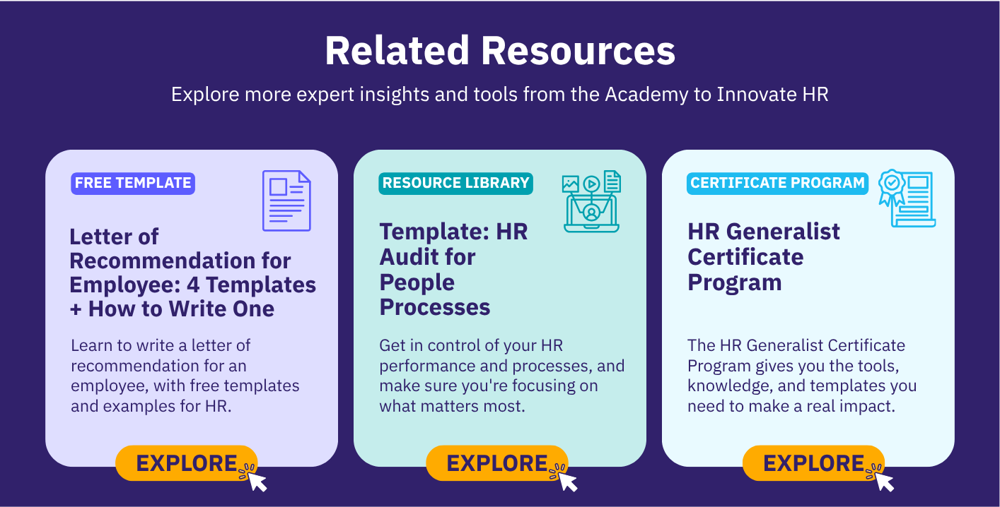 Related Resources
Explore more expert insights and tools from the Academy to Innovate HR
FREE TEMPLATE
Letter of
Recommendation for
Employee: 4 Templates
+ How to Write One
Learn to write a letter of
recommendation for an
employee, with free templates
and examples for HR.
EXPLORE
RESOURCE LIBRARY
Template: HR
Audit for
People
Processes
Get in control of your HR
performance and processes, and
make sure you're focusing on
what matters most.
EXPLORE
CERTIFICATE PROGRAM
HR Generalist
Certificate
Program
The HR Generalist Certificate
Program gives you the tools,
knowledge, and templates you
need to make a real impact.
EXPLORE